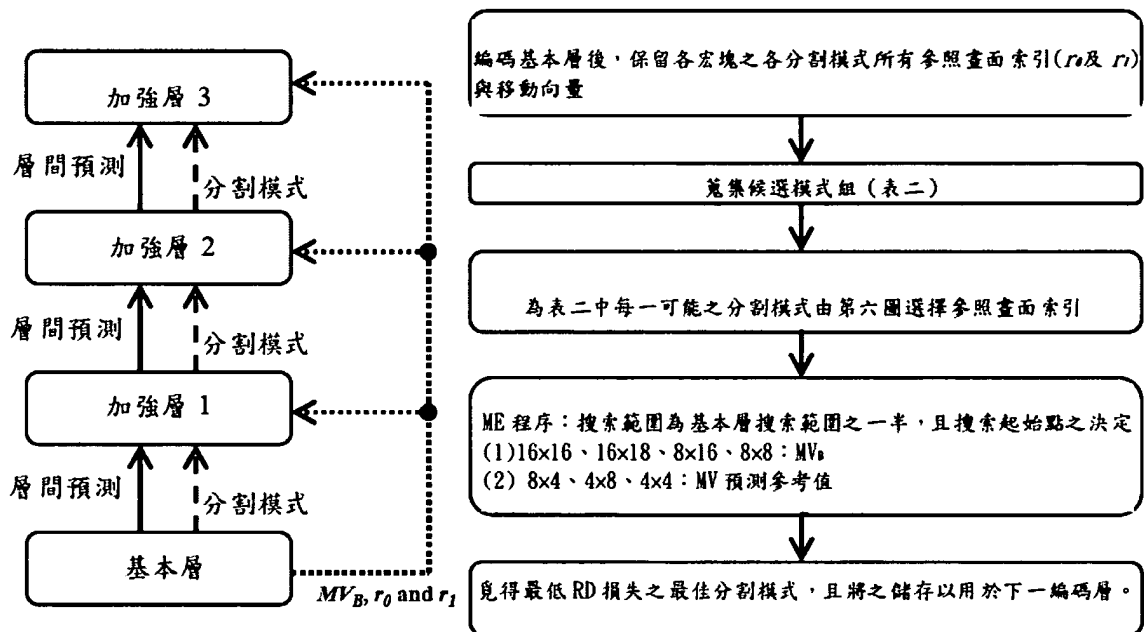 加強層 3
層間預測
分割模式
加強層 2
層間預測
分割模式
加強層 1
層間預測
分割模式
基本層
MV_B, r_0 and r_1
編碼基本層後，保留各宏塊之各分割模式所有參照畫面索引(r_0及 r_1)
與移動向量
蒐集候選模式組（表二）
為表二中每一可能之分割模式由第六圖選擇參照畫面索引
ME 程序：搜索範圍為基本層搜索範圍之一半，且搜索起始點之決定
(1)16×16、16×18、8×16、8×8：MV_B
(2) 8×4、4×8、4×4：MV 預測參考值
覓得最低 RD 損失之最佳分割模式，且將之儲存以用於下一編碼層。